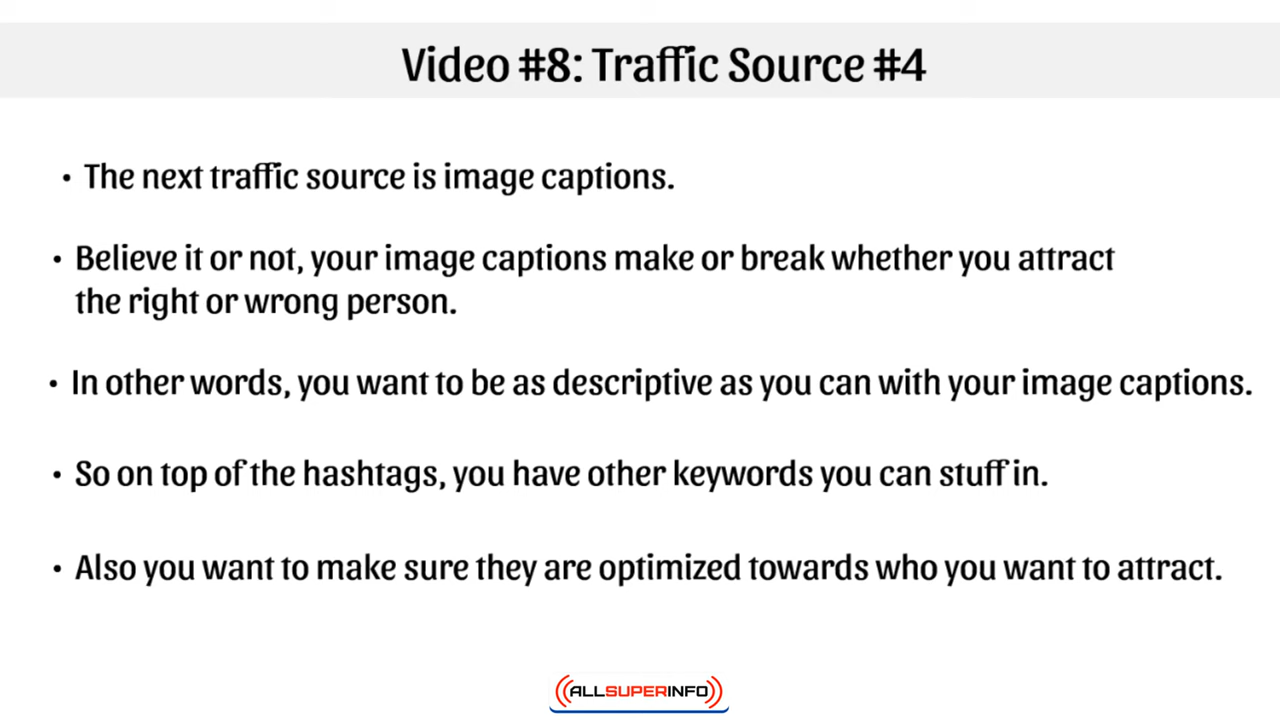 Video #8: Traffic Source #4
• The next traffic source is image captions.
• Believe it or not, your image captions make or break whether you attract
the right or wrong person.
• In other words, you want to be as descriptive as you can with your image captions.
• So on top of the hashtags, you have other keywords you can stuff in.
• Also you want to make sure they are optimized towards who you want to attract.
ALLSUPERINFO